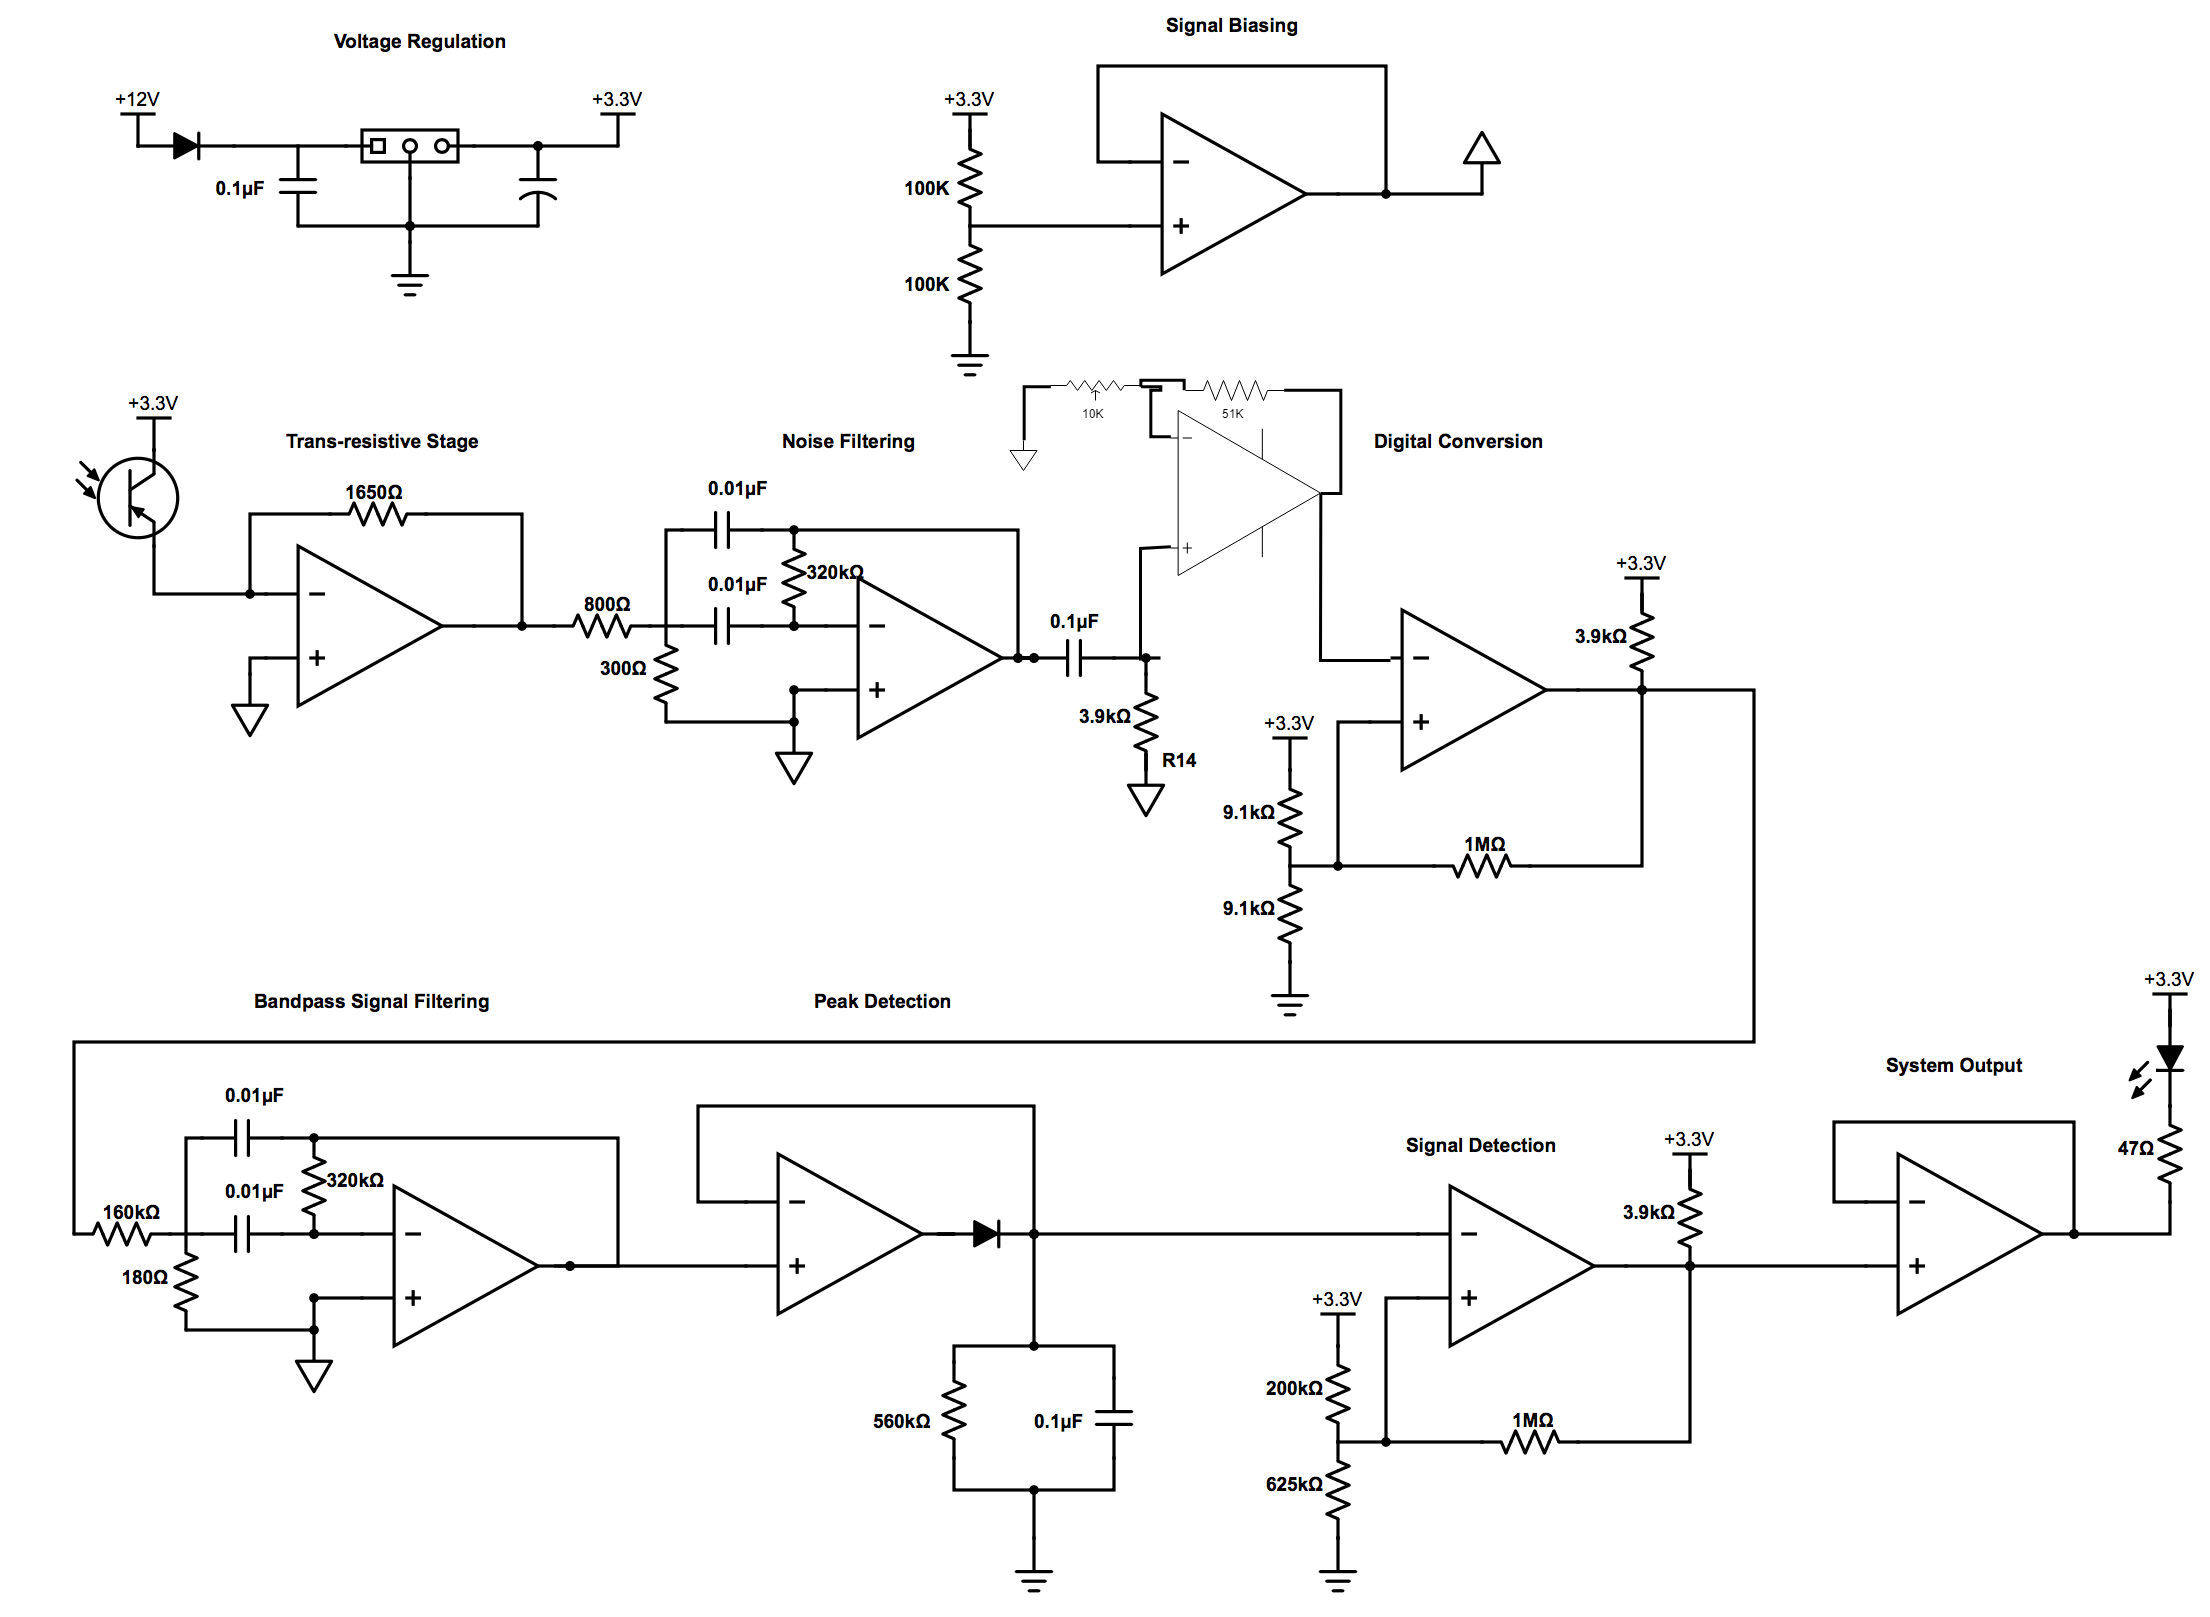 Signal Biasing
Voltage Regulation
+12V
+3.3V
+3.3V
0.1µF
100K
100K
+3.3V
Trans-resistive Stage
1650Ω
Noise Filtering
0.01µF
0.01µF
320kΩ
800Ω
300Ω
10K
51K
Digital Conversion
0.1µF
3.9kΩ
R14
+3.3V
3.9kΩ
+3.3V
9.1kΩ
1MΩ
9.1kΩ
Bandpass Signal Filtering
0.01µF
0.01µF
320kΩ
160kΩ
180Ω
Peak Detection
560kΩ
0.1µF
Signal Detection
+3.3V
3.9kΩ
+3.3V
200kΩ
1MΩ
625kΩ
System Output
+3.3V
47Ω